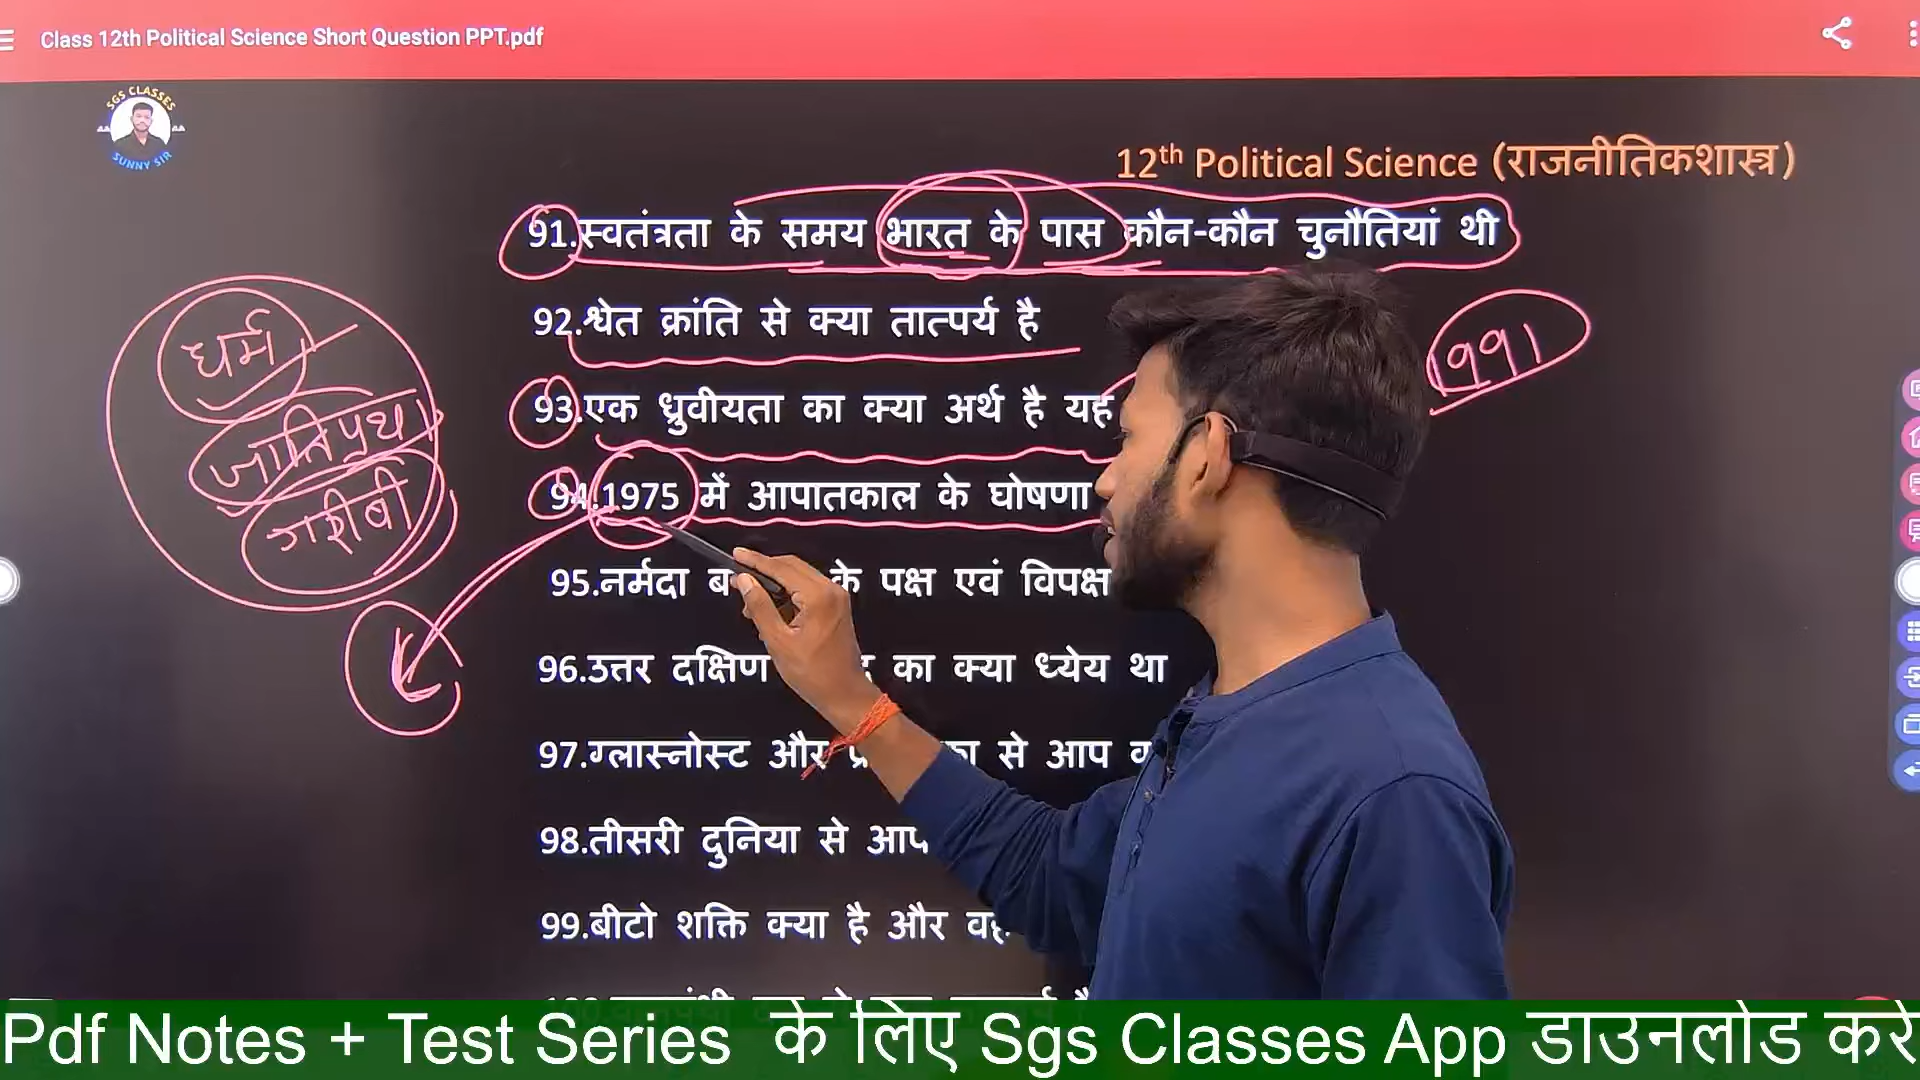 Class 12th Political Science Short Question PPT.pdf
SGS CLASSES
SUNNY SIR
12th Political Science (राजनीतिकशास्त्र)
91.स्वतंत्रता के समय भारत के पास कौन-कौन चुनौतियां थी
92.श्वेत क्रांति से क्या तात्पर्य है
1991
धर्म
93.एक ध्रुवीयता का क्या अर्थ है यह
जातिप्रथा
94.1975 में आपातकाल के घोषणा
गरीबी
95.नर्मदा के पक्ष एवं विपक्ष
96.उत्तर दक्षिण का क्या ध्येय था
97.ग्लास्नोस्ट और से आप
98.तीसरी दुनिया से
99.बीटो शक्ति क्या है और
Pdf Notes + Test Series के लिए Sgs Classes App डाउनलोड करे